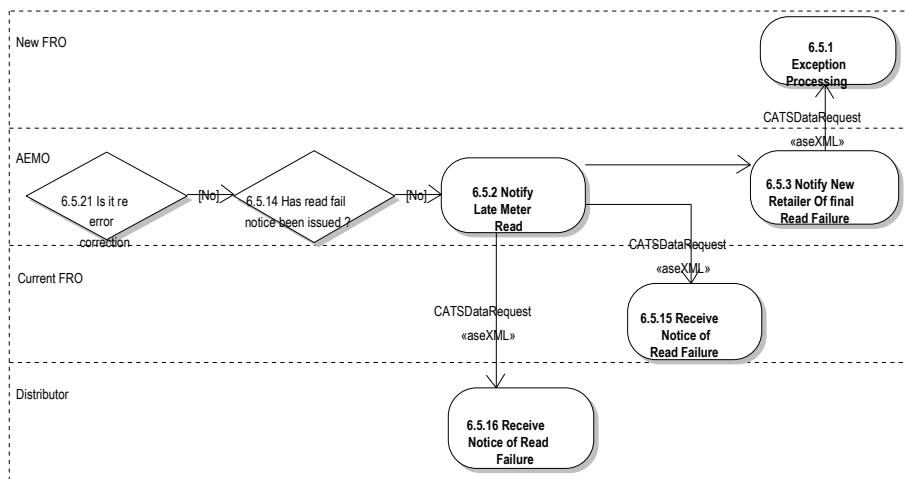 New FRO
6.5.1
Exception
Processing
CATSDataRequest
«aseXML»
AEMO
6.5.21 Is it re
error
correction
[No]
6.5.14 Has read fail
notice been issued ?
[No]
6.5.2 Notify
Late Meter
Read
6.5.3 Notify New
Retailer Of final
Read Failure
CATSDataRequest
«aseXML»
Current FRO
6.5.15 Receive
Notice of
Read Failure
CATSDataRequest
«aseXML»
Distributor
6.5.16 Receive
Notice of Read
Failure